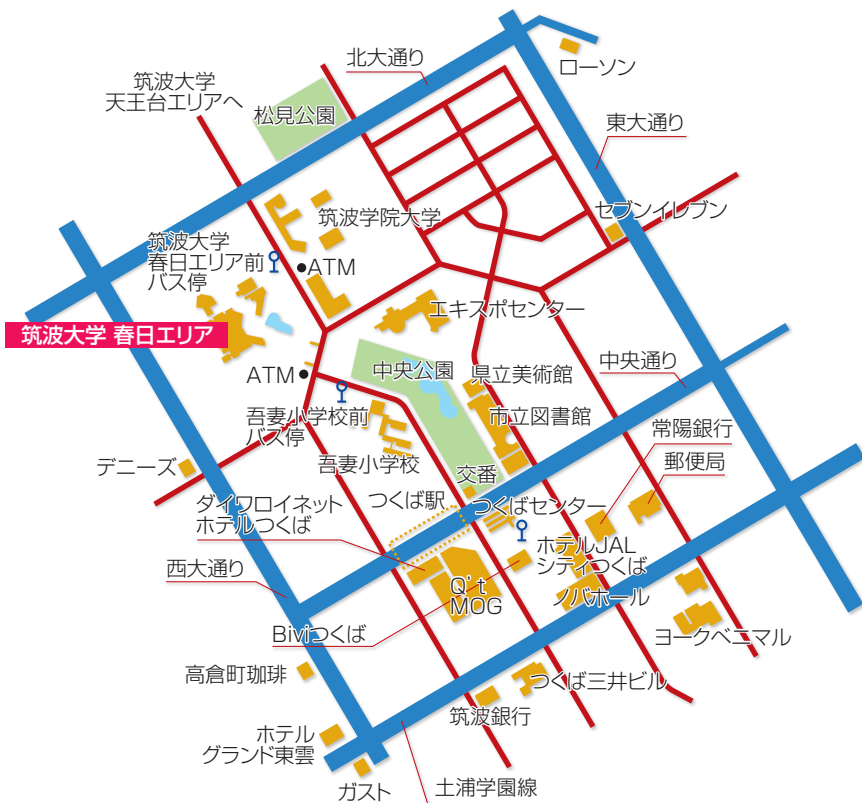 北大通り
ローソン
筑波大学
天王台エリアへ
松見公園
東大通り
筑波学院大学
セブンイレブン
筑波大学
春日エリア前
バス停
ATM
エキスポセンター
筑波大学 春日エリア
中央通り
ATM
中央公園
県立美術館
吾妻小学校前
バス停
市立図書館
常陽銀行
吾妻小学校
郵便局
デニーズ
交番
ダイワロイネット
ホテルつくば
つくば駅
つくばセンター
ホテルJAL
シティつくば
西大通り
Q't
MOG
ノバホール
Biviつくば
ヨークベニマル
高倉町珈琲
つくば三井ビル
筑波銀行
ホテル
グランド東雲
ガスト
土浦学園線